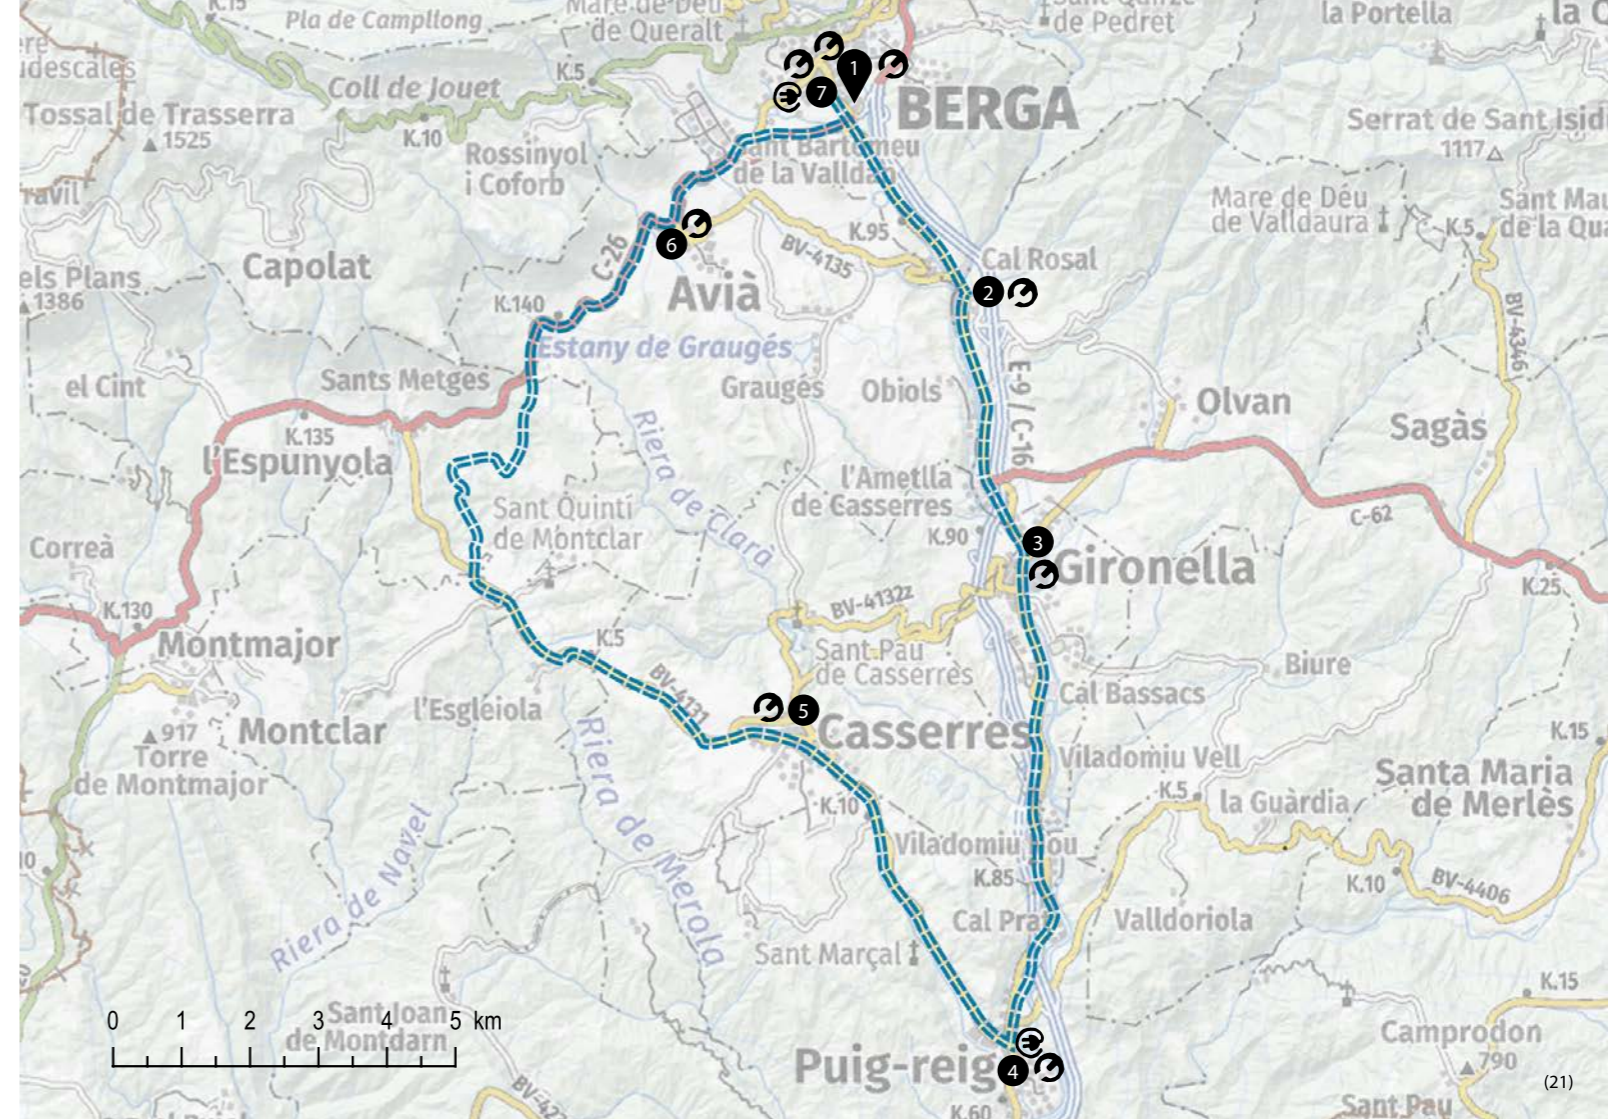 K.15
Pla de Campllong
Mare de Déu
de Queralt
de Pedret
la Portella
Coll de Jouet
K.5
1
7
BERGA
Tossal de Trasserra
1525
K.10
Rossinyol
i Coforb
Sant Bartomeu
de la Valldan
Serrat de Sant Isid
1117
Mare de Déu
de Valldaura
Sant Mau
de la Qua
K.5
K.95
6
C-26
BV-4135
Cal Rosal
2
Capolat
els Plans
1386
K.140
Avià
BV-4346
Estany de Graugés
el Cint
Sants Metges
Graugés
Obiols
E-9 / C-16
Olvan
Sagàs
K.135
l'Espunyola
Riera de Clarà
l'Ametlla
de Casserres
C-62
Sant Quintí
de Montclar
K.90
3
Gironella
Correà
K.25
K.130
BV-4132z
Montmajor
K.5
Sant Pau
de Casserres
Biure
BV-4131
Cal Bassacs
l'Esgleiola
5
Casserres
917
Montclar
Torre
de Montmajor
Viladomiu Vell
K.15
Santa Maria
de Merlès
K.5
la Guàrdia
K.10
Riera de Merola
Viladomiu Nou
K.85
K.10
BV-4406
Riera de Navel
Cal Prat
Valldoriola
Sant Marçal
K.15
0 1 2 3 4 5 km
Sant Joan
de Montdarn
Camprodon
790
Puig-reig
4
K.60
Sant Pau
(21)